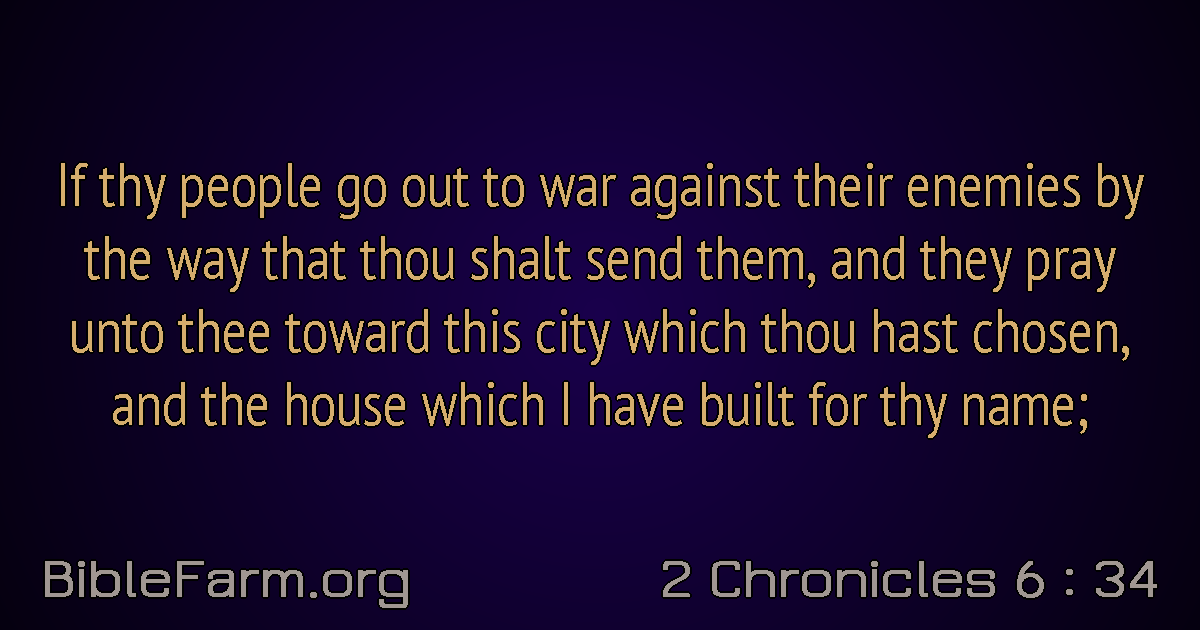 If thy people go out to war against their enemies by
the way that thou shalt send them, and they pray
unto thee toward this city which thou hast chosen,
and the house which I have built for thy name;
BibleFarm.org
2 Chronicles 6 : 34